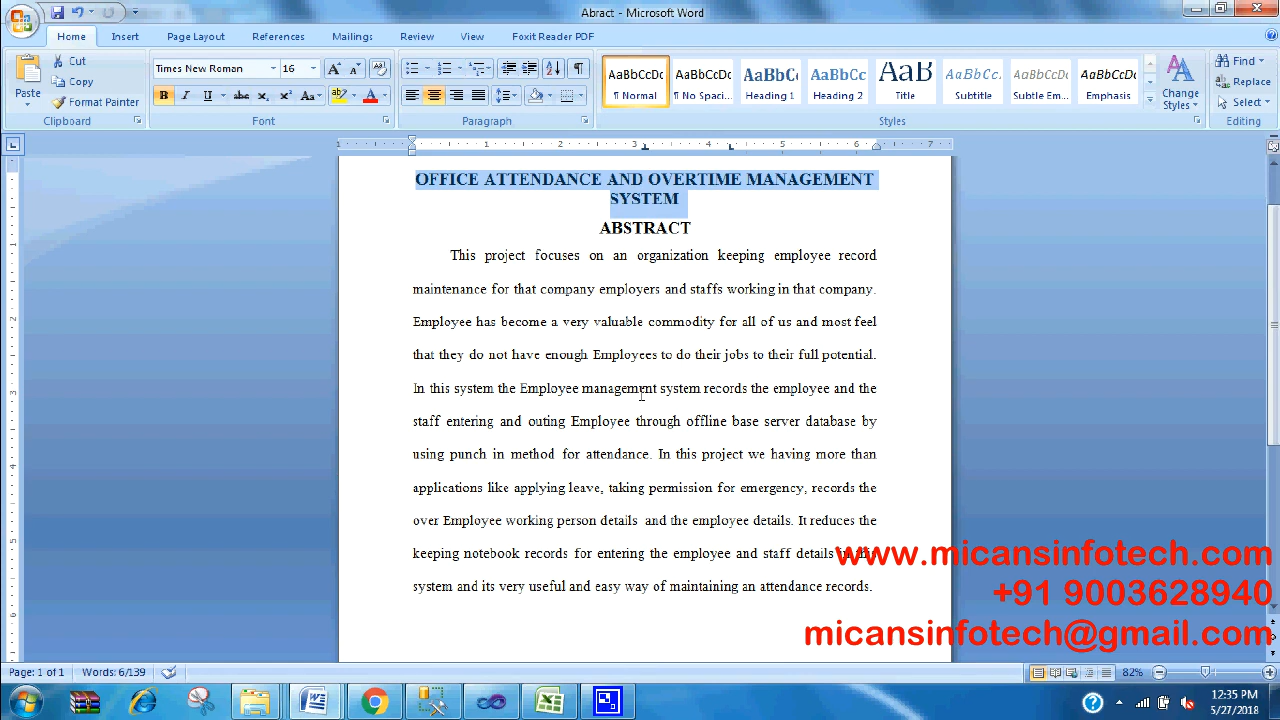 Abract - Microsoft Word
Home Insert Page Layout References Mailings Review View Foxit Reader PDF
Paste
Cut
Copy
Format Painter
Clipboard
Times New Roman 16
Font
Paragraph
AaBbCcDc AaBbCcDc AaBbCc AaBbCc AaB AaBbCc. AaBbCcDc AaBbCcDc
¶ Normal ¶ No Spaci... Heading 1 Heading 2 Title Subtitle Subtle Em... Emphasis
Change Styles
Styles
Find
Replace
Select
Editing
1 1 2 3 4 5 6 7
OFFICE ATTENDANCE AND OVERTIME MANAGEMENT
SYSTEM
ABSTRACT
This project focuses on an organization keeping employee record
maintenance for that company employers and staffs working in that company.
Employee has become a very valuable commodity for all of us and most feel
that they do not have enough Employees to do their jobs to their full potential.
In this system the Employee management system records the employee and the
staff entering and outing Employee through offline base server database by
using punch in method for attendance. In this project we having more than
applications like applying leave, taking permission for emergency, records the
over Employee working person details and the employee details. It reduces the
keeping notebook records for entering the employee and staff details in this
system and its very useful and easy way of maintaining an attendance records.
www.micansinfotech.com
+91 9003628940
micansinfotech@gmail.com
Page: 1 of 1 Words: 6/139 82%
12:35 PM
5/27/2018